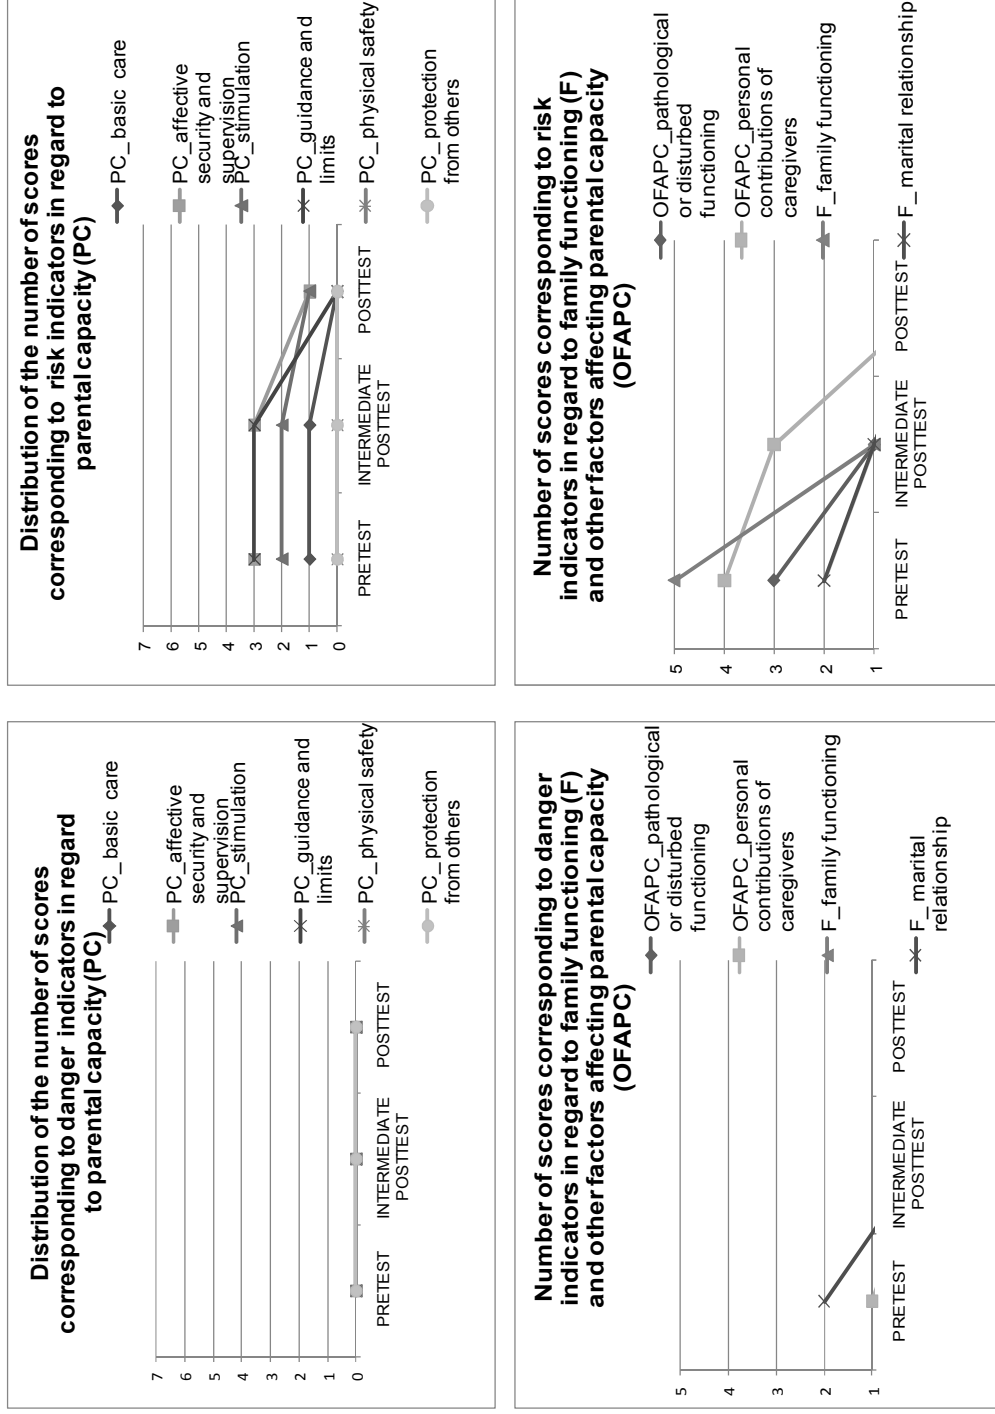 Distribution of the number of scores
corresponding to danger indicators in regard
to parental capacity (PC)
7
6
5
4
3
2
1
0
PRETEST
INTERMEDIATE
POSTTEST
POSTTEST
PC_basic care
PC_affective
security and
supervision
PC_stimulation
PC_guidance and
limits
PC_physical safety
PC_protection
from others
Distribution of the number of scores
corresponding to risk indicators in regard to
parental capacity (PC)
7
6
5
4
3
2
1
0
PRETEST
INTERMEDIATE
POSTTEST
POSTTEST
PC_basic care
PC_affective
security and
supervision
PC_stimulation
PC_guidance and
limits
PC_physical safety
PC_protection
from others
Number of scores corresponding to danger
indicators in regard to family functioning (F)
and other factors affecting parental capacity
(OFAPC)
5
4
3
2
1
PRETEST
INTERMEDIATE
POSTTEST
POSTTEST
OFAPC_pathological
or disturbed
functioning
OFAPC_personal
contributions of
caregivers
F_family functioning
F_marital
relationship
Number of scores corresponding to risk
indicators in regard to family functioning (F)
and other factors affecting parental capacity
(OFAPC)
5
4
3
2
1
PRETEST
INTERMEDIATE
POSTTEST
POSTTEST
OFAPC_pathological
or disturbed
functioning
OFAPC_personal
contributions of
caregivers
F_family functioning
F_marital relationship